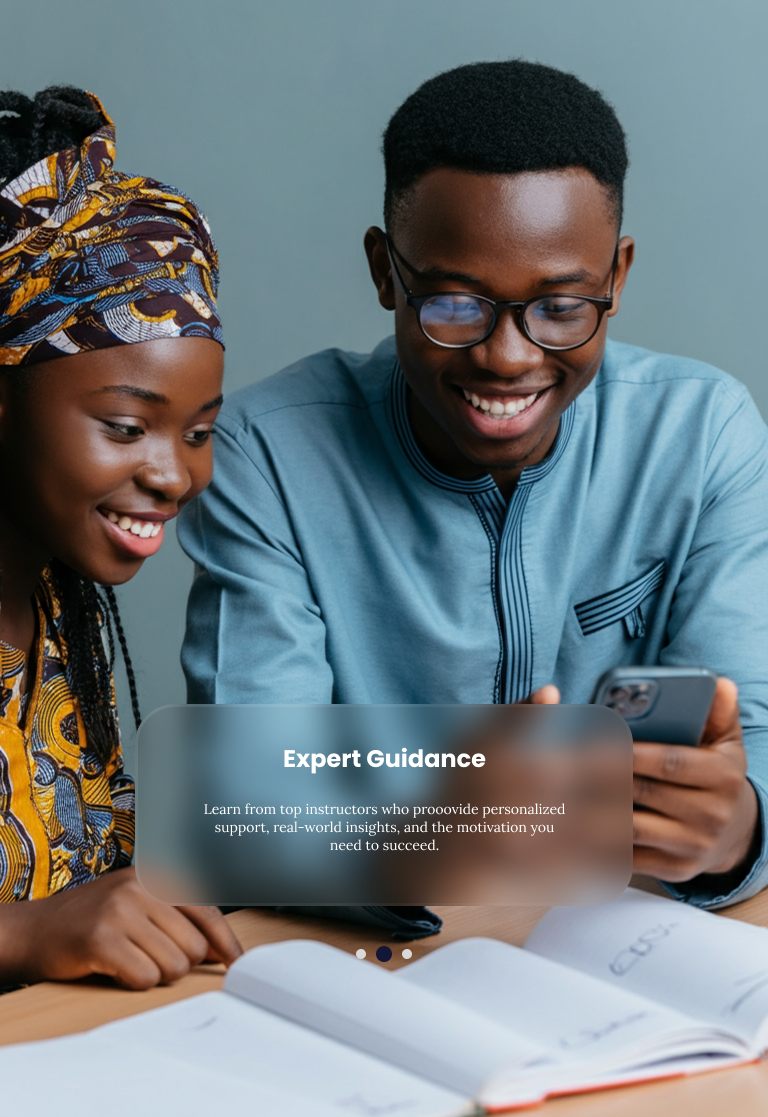 Expert Guidance
Learn from top instructors who prooovide personalized
support, real-world insights, and the motivation you
need to succeed.